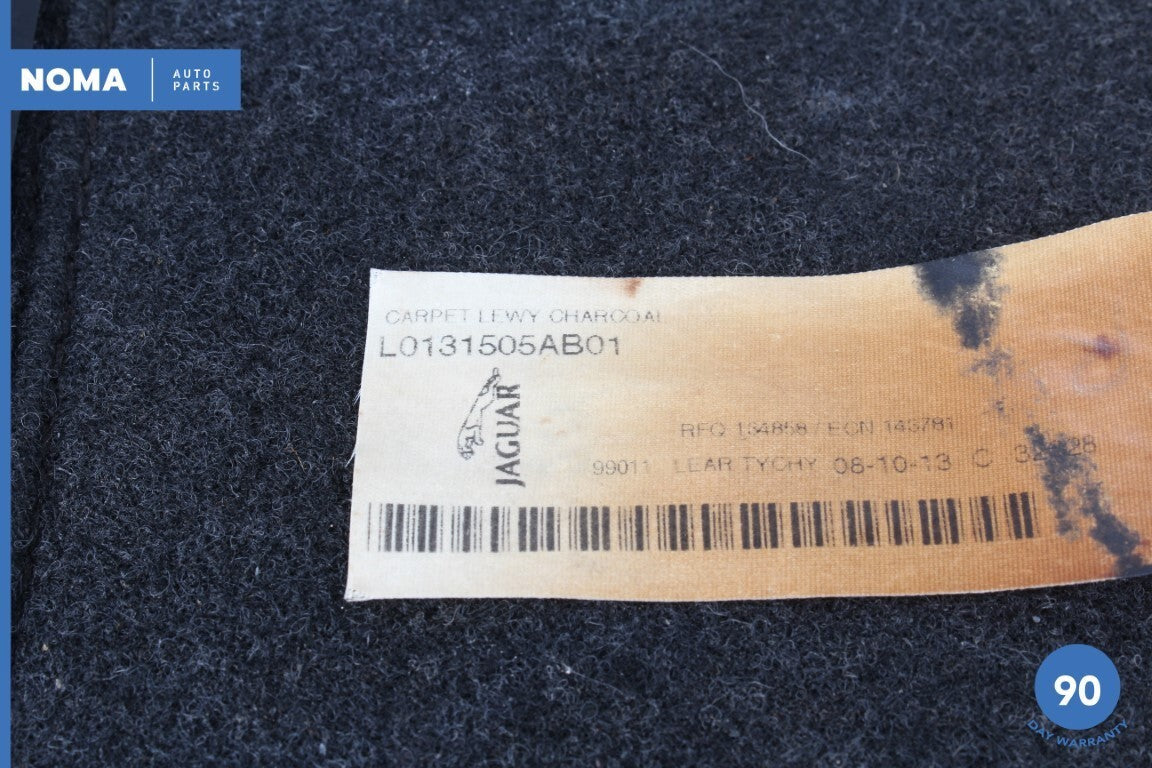 NOMA
AUTO
PARTS
CARPET LEWY CHARCOAL
L0131505AB01
JAGUAR
RFQ 134858 / ECN 143781
99011 LEAR TYCHY 08-10-13 C
90
DAY WARRANTY